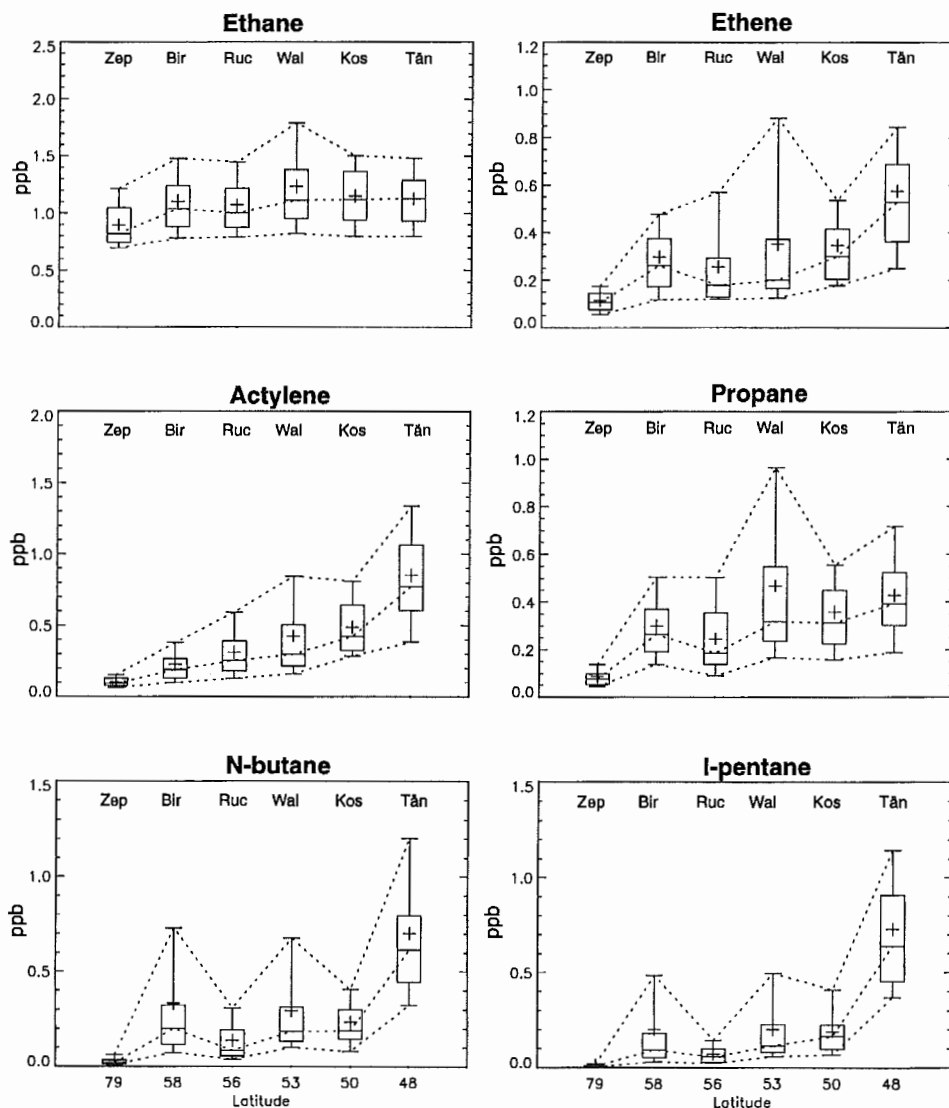 Ethane
2.5
Zep Bir Ruc Wal Kos Tän
2.0
1.5
ppb
1.0
0.5
0.0
Ethene
1.2
Zep Bir Ruc Wal Kos Tän
1.0
0.8
ppb
0.6
0.4
0.2
0.0
Actylene
2.0
Zep Bir Ruc Wal Kos Tän
1.5
ppb
1.0
0.5
0.0
Propane
1.2
Zep Bir Ruc Wal Kos Tän
1.0
0.8
ppb
0.6
0.4
0.2
0.0
N-butane
1.5
Zep Bir Ruc Wal Kos Tän
1.0
ppb
0.5
0.0
79 58 56 53 50 48
Latitude
I-pentane
1.5
Zep Bir Ruc Wal Kos Tän
1.0
ppb
0.5
0.0
79 58 56 53 50 48
Latitude